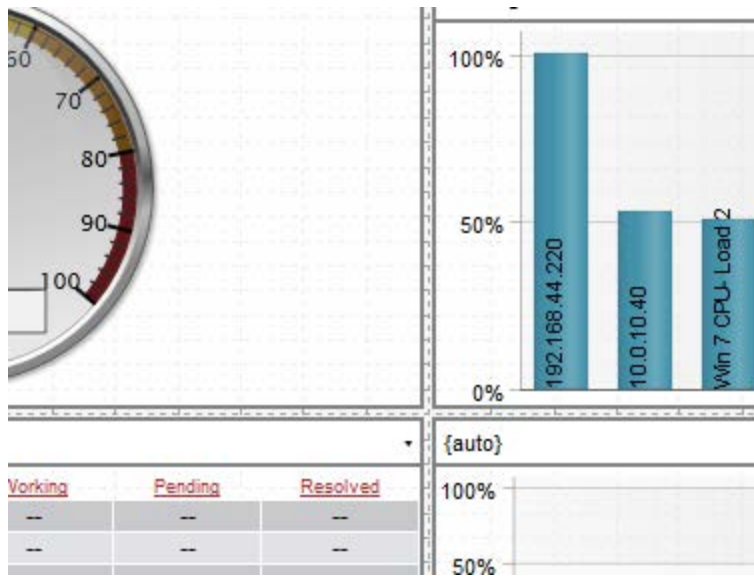 70
80
90
100
100%
50%
0%
192.168.44.220
10.0.10.40
Win 7 CPU- Load 2
{auto}
Working
Pending
Resolved
-- -- --
-- -- --
100%
50%